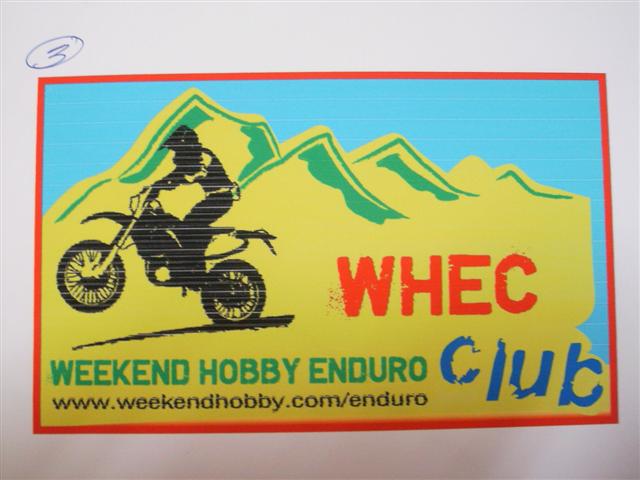 3
WHEC
WEEKEND HOBBY ENDURO club
www.weekendhobby.com/enduro